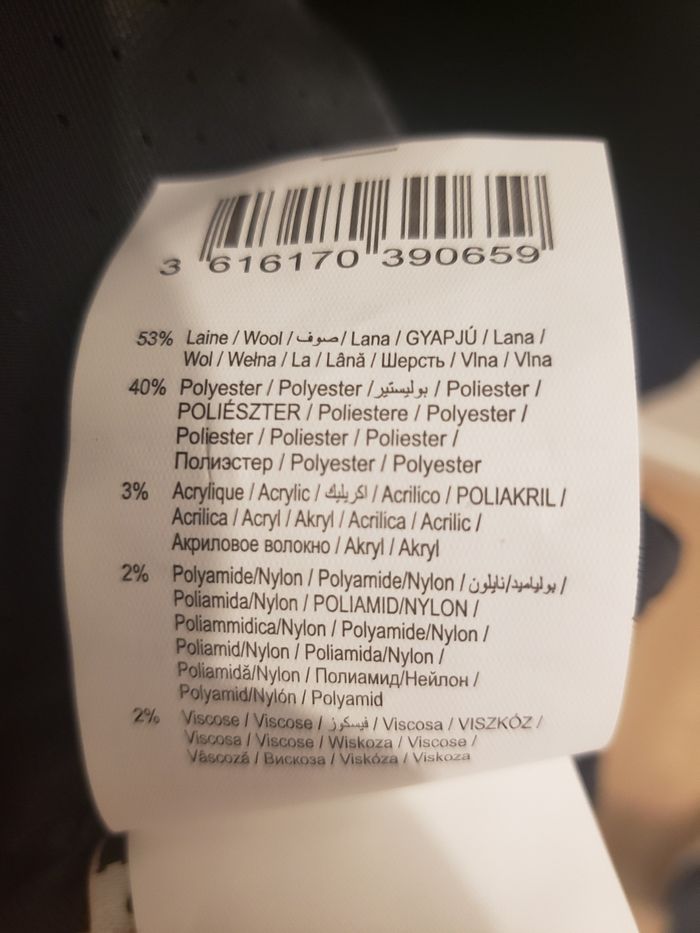 3 616170 390659
53% Laine / Wool / صوف / Lana / GYAPJÚ / Lana /
Wol / Wełna / La / Lână / Шерсть / Vlna / Vlna
40% Polyester / Polyester / بوليستير / Poliester /
POLIÉSZTER / Poliestere / Polyester /
Poliester / Poliester / Poliester /
Полиэстер / Polyester / Polyester
3% Acrylique / Acrylic / اكريليك / Acrilico / POLIAKRIL /
Acrilica / Acryl / Akryl / Acrilica / Acrilic /
Акриловое волокно / Akryl / Akryl
2% Polyamide/Nylon / Polyamide/Nylon / بولياميد/نايلون /
Poliamida/Nylon / POLIAMID/NYLON /
Poliammidica/Nylon / Polyamide/Nylon /
Poliamid/Nylon / Poliamida/Nylon /
Poliamidă/Nylon / Полиамид/Нейлон /
Polyamid/Nylón / Polyamid
2% Viscose / Viscose / فيسكوز / Viscosa / VISZKÓZ /
Viscosa / Viscose / Wiskoza / Viscose /
Vâscoză / Вискоза / Viskóza / Viskoza